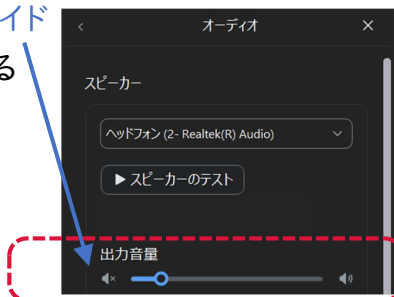 イド
る
オーディオ
スピーカー
ヘッドフォン (2- Realtek(R) Audio)
スピーカーのテスト
出力音量